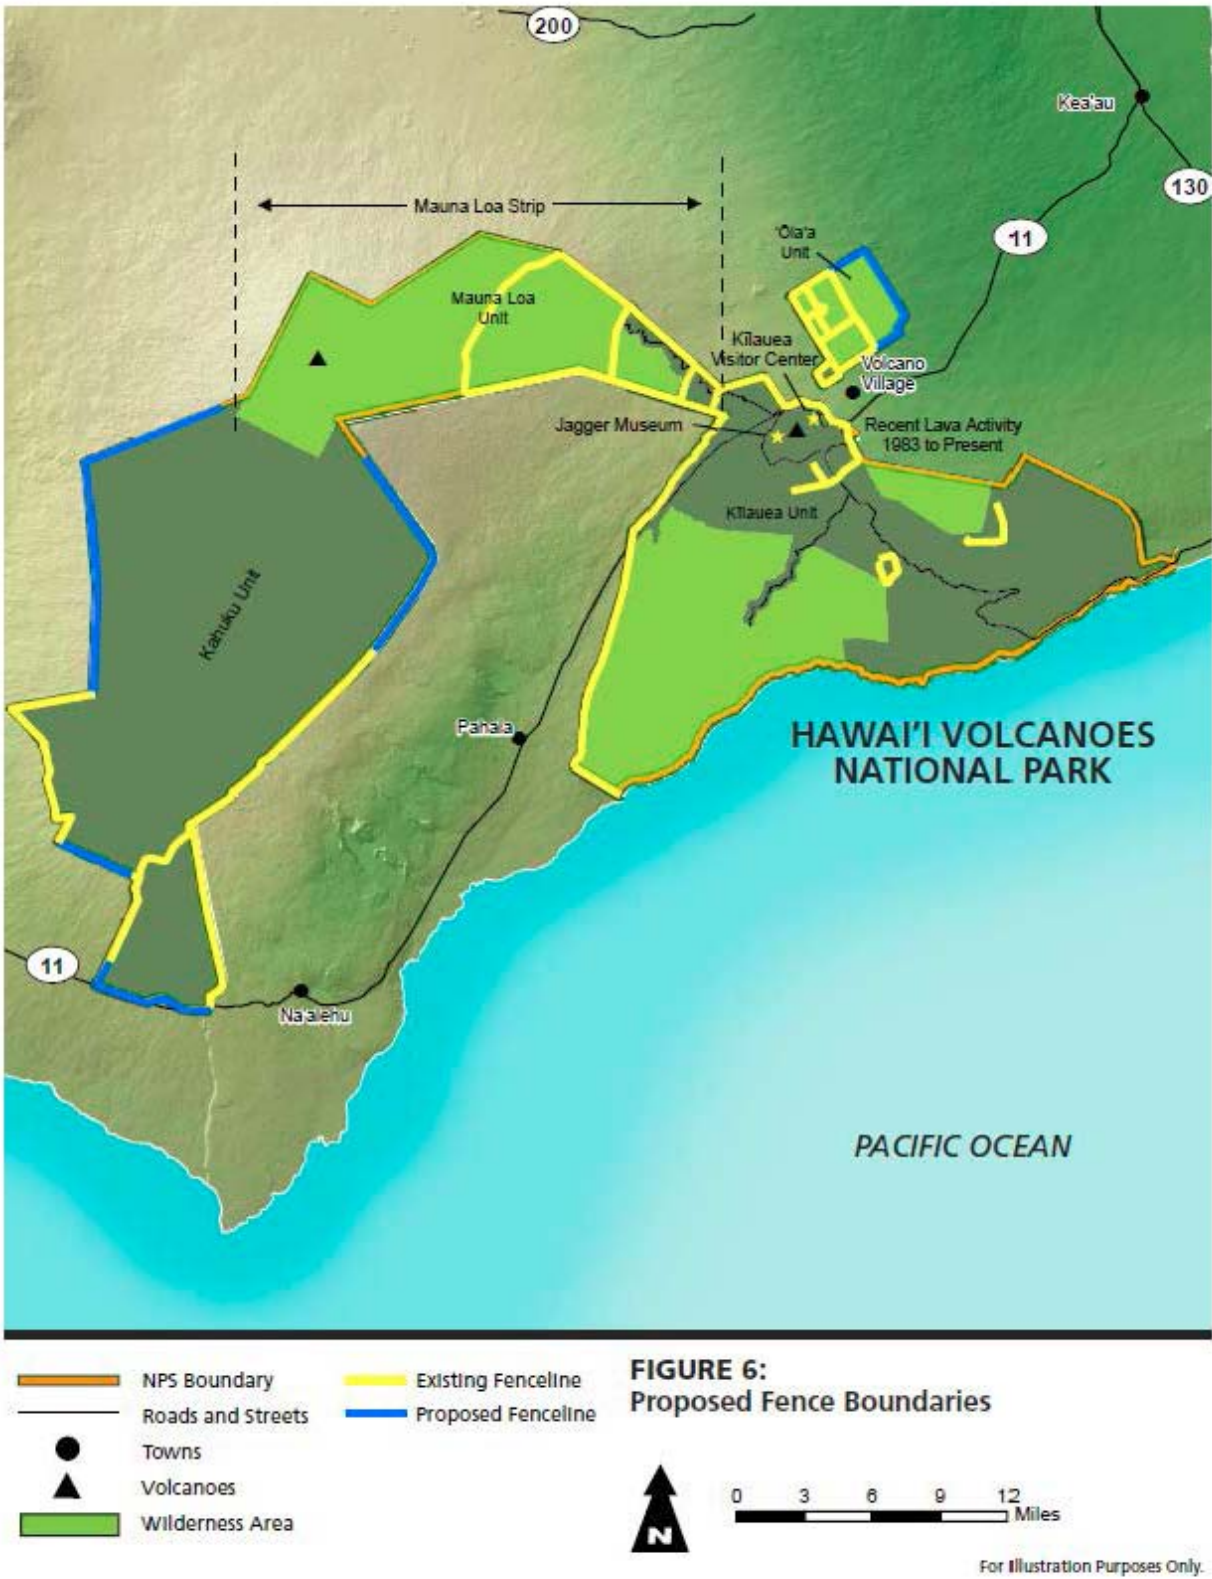 200
Kea'au
130
Mauna Loa Strip
11
'Ōla'a
Unit
Mauna Loa
Unit
Kīlauea
Visitor Center
Volcano
Village
Jagger Museum
Recent Lava Activity
1983 to Present
Kīlauea Unit
Kahuku Unit
Pahala
HAWAI'I VOLCANOES
NATIONAL PARK
11
Na'alehu
PACIFIC OCEAN
NPS Boundary
Roads and Streets
Towns
Volcanoes
Wilderness Area
Existing Fenceline
Proposed Fenceline
FIGURE 6:
Proposed Fence Boundaries
N
0 3 6 9 12
Miles
For Illustration Purposes Only.